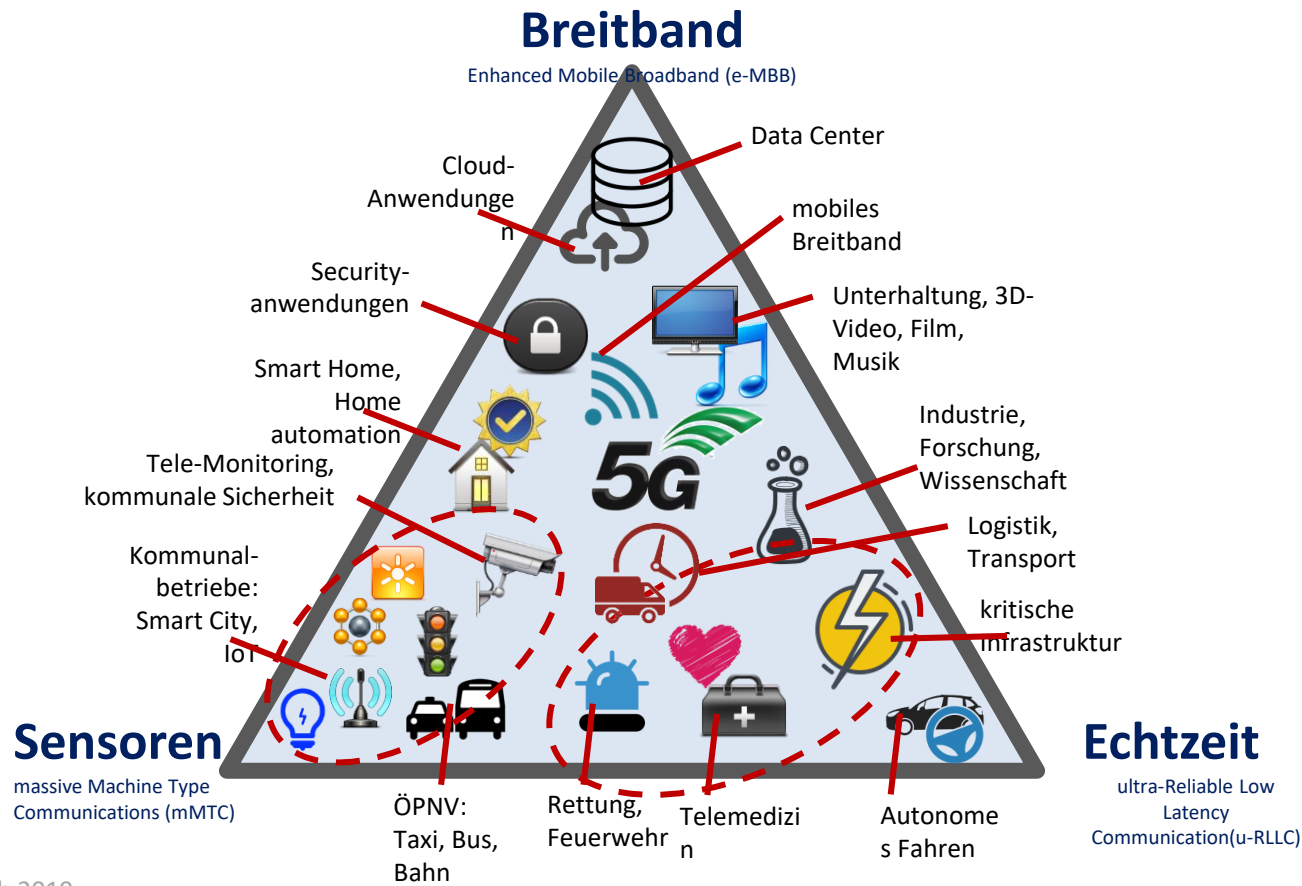 Breitband
Enhanced Mobile Broadband (e-MBB)
Data Center
Cloud-
Anwendunge
n
mobiles
Breitband
Security-
anwendungen
Unterhaltung, 3D-
Video, Film,
Musik
Smart Home,
Home
automation
Industrie,
Forschung,
Wissenschaft
5G
Tele-Monitoring,
kommunale Sicherheit
Logistik,
Transport
Kommunal-
betriebe:
Smart City,
IoT
kritische
Infrastruktur
Sensoren
massive Machine Type
Communications (mMTC)
Echtzeit
ultra-Reliable Low
Latency
Communication(u-RLLC)
ÖPNV:
Taxi, Bus,
Bahn
Rettung,
Feuerwehr
Telemedizi
n
Autonome
s Fahren
2018